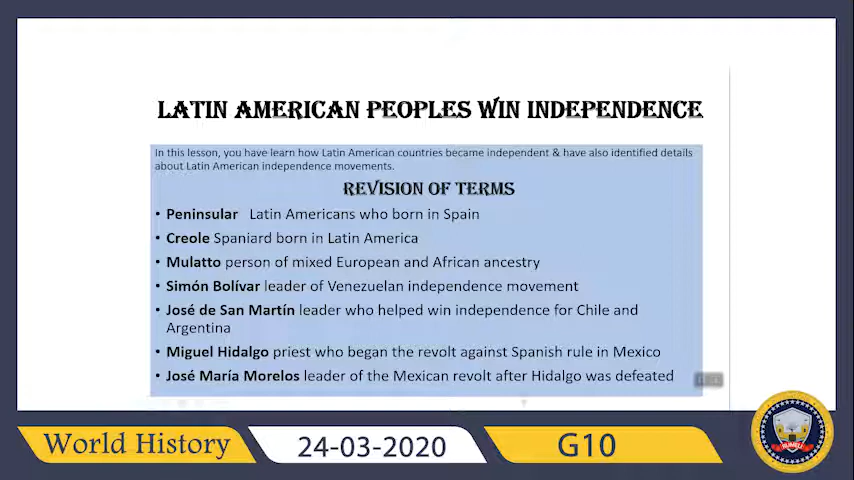 LATIN AMERICAN PEOPLES WIN INDEPENDENCE
In this lesson, you have learn how Latin American countries became independent & have also identified details
about Latin American independence movements.
REVISION OF TERMS
• Peninsular Latin Americans who born in Spain
• Creole Spaniard born in Latin America
• Mulatto person of mixed European and African ancestry
• Simón Bolívar leader of Venezuelan independence movement
• José de San Martín leader who helped win independence for Chile and
Argentina
• Miguel Hidalgo priest who began the revolt against Spanish rule in Mexico
• José María Morelos leader of the Mexican revolt after Hidalgo was defeated
World History
24-03-2020
G10